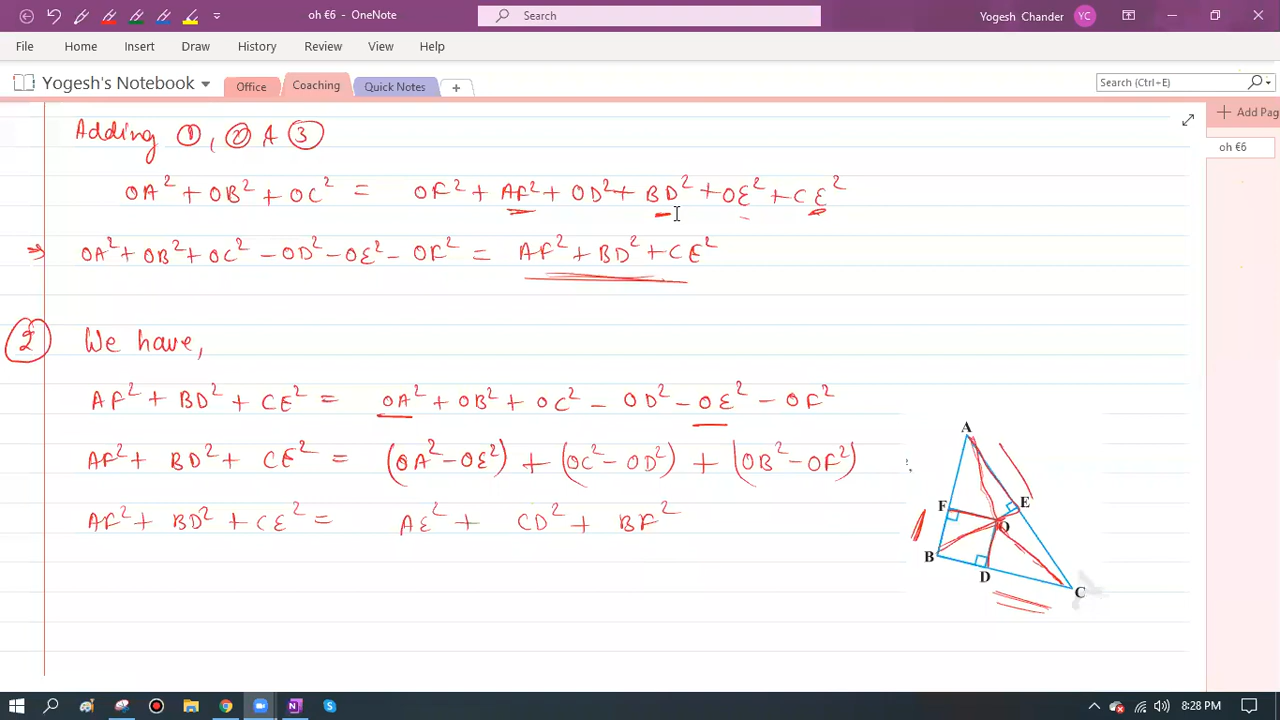 oh €6 - OneNote
Search
Yogesh Chander
YC
File Home Insert Draw History Review View Help
Yogesh's Notebook
Office Coaching Quick Notes
Search (Ctrl+E)
Add Pag
oh €6
Adding ①, ② & ③
OA² + OB² + OC² = OF² + AF² + OD² + BD² + OE² + CE²
⇒ OA² + OB² + OC² - OD² - OE² - OF² = AF² + BD² + CE²
② We have,
AF² + BD² + CE² = OA² + OB² + OC² - OD² - OE² - OF²
AF² + BD² + CE² = (OA² - OE²) + (OC² - OD²) + (OB² - OF²)
AF² + BD² + CE² = AE² + CD² + BF²
A
F
E
O
B
D
C
8:28 PM